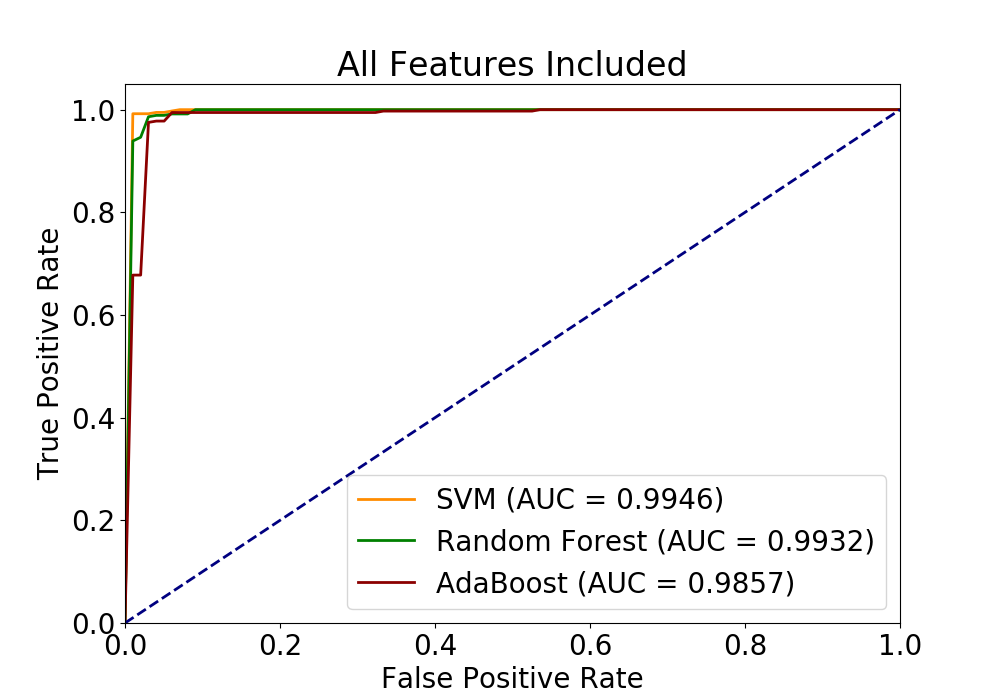 All Features Included
True Positive Rate
1.0
0.8
0.6
0.4
0.2
0.0
SVM (AUC = 0.9946)
Random Forest (AUC = 0.9932)
AdaBoost (AUC = 0.9857)
0.0 0.2 0.4 0.6 0.8 1.0
False Positive Rate